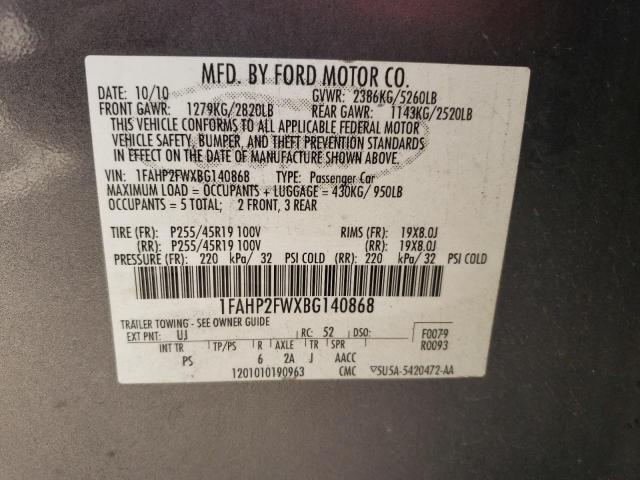 MFD. BY FORD MOTOR CO.
DATE: 10/10 GVWR: 2386KG/5260LB
FRONT GAWR: 1279KG/2820LB REAR GAWR: 1143KG/2520LB
THIS VEHICLE CONFORMS TO ALL APPLICABLE FEDERAL MOTOR
VEHICLE SAFETY, BUMPER, AND THEFT PREVENTION STANDARDS
IN EFFECT ON THE DATE OF MANUFACTURE SHOWN ABOVE.
VIN: 1FAHP2FWXBG140868 TYPE: Passenger Car
MAXIMUM LOAD = OCCUPANTS + LUGGAGE = 430KG/ 950LB
OCCUPANTS = 5 TOTAL; 2 FRONT, 3 REAR
TIRE (FR): P255/45R19 100V RIMS (FR): 19X8.0J
(RR): P255/45R19 100V (RR): 19X8.0J
PRESSURE (FR): 220 kPa/ 32 PSI COLD (RR): 220 kPa/ 32 PSI COLD
1FAHP2FWXBG140868
TRAILER TOWING - SEE OWNER GUIDE
EXT PNT: UJ RC: 52 DSO: F0079
INT TR TP/PS R AXLE TR SPR R0093
PS 6 2A J AACC
1201010190963 CMC ▽5U5A-5420472-AA